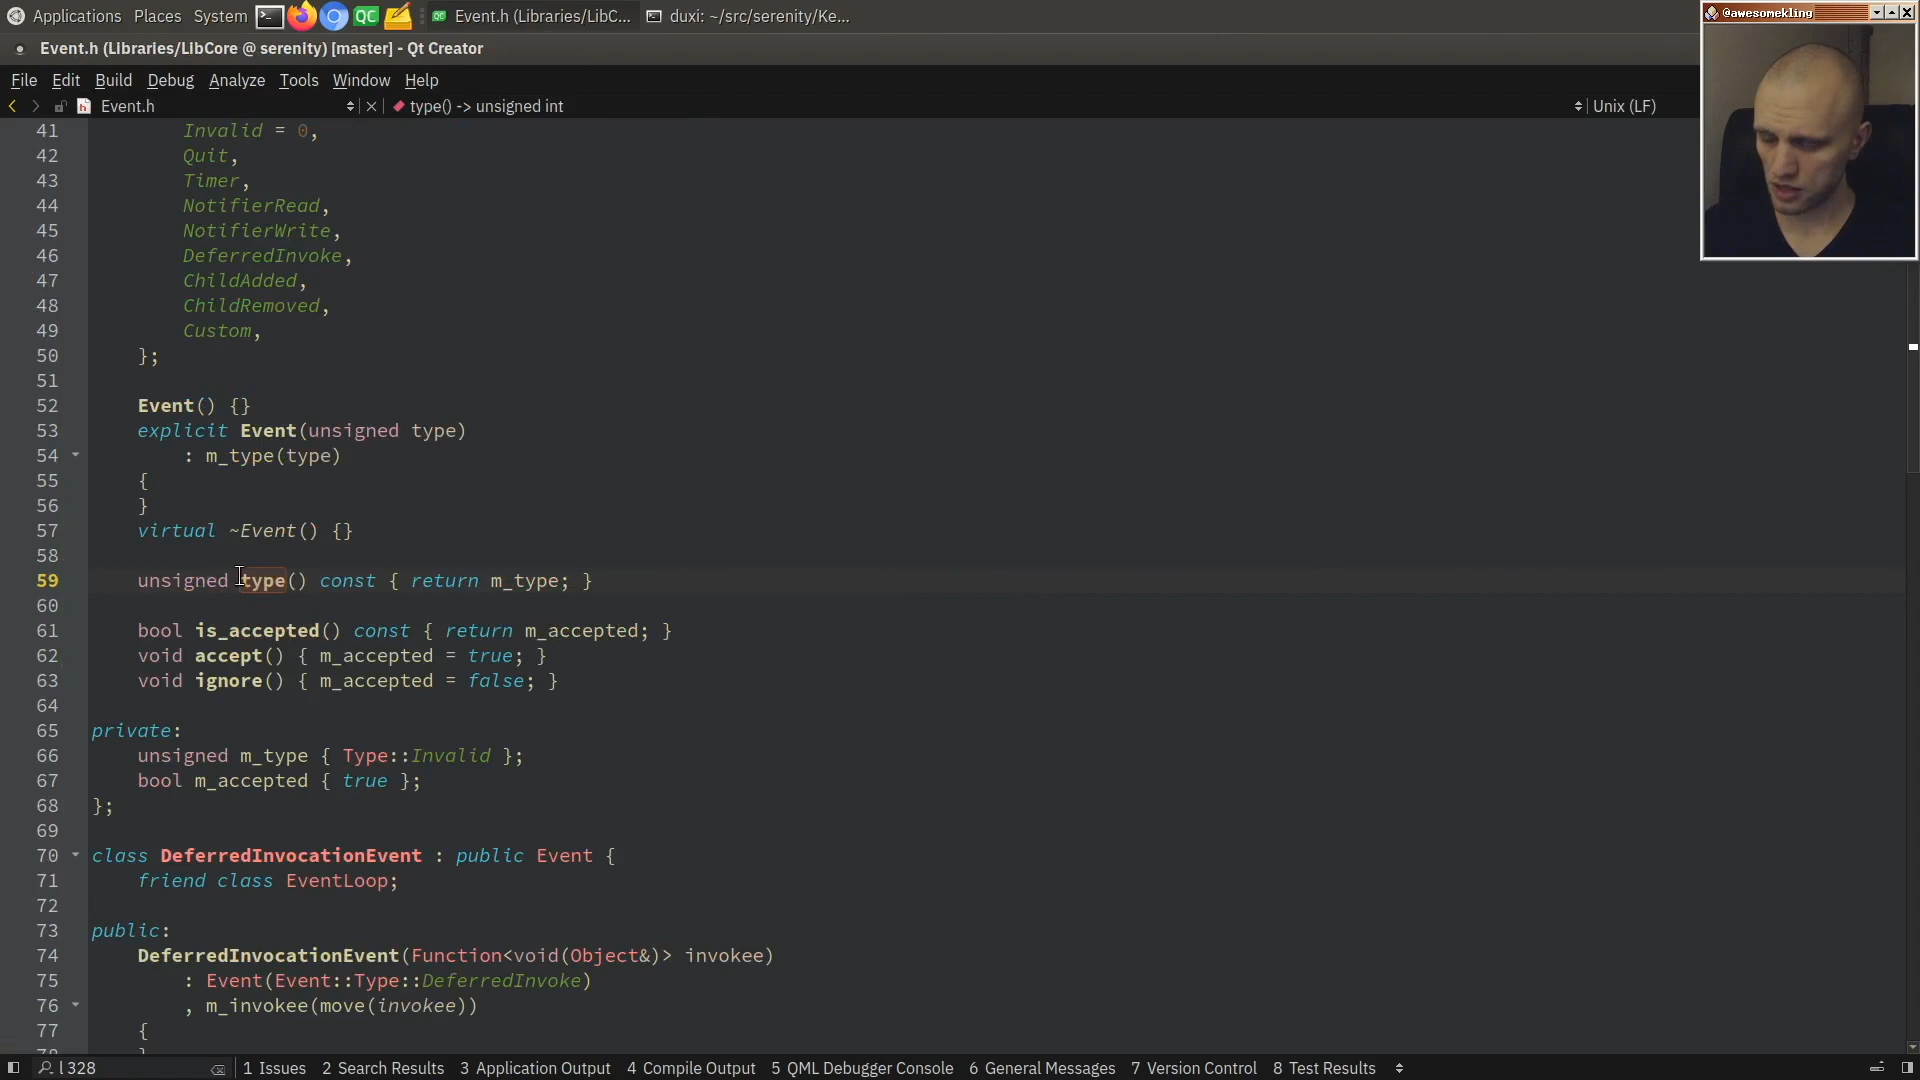 Applications Places System QC Event.h (Libraries/LibC... duxi: ~/src/serenity/Ke...
@awesomekling
Event.h (Libraries/LibCore @ serenity) [master] - Qt Creator
File Edit Build Debug Analyze Tools Window Help
Event.h type() -> unsigned int Unix (LF)
41 Invalid = 0,
42 Quit,
43 Timer,
44 NotifierRead,
45 NotifierWrite,
46 DeferredInvoke,
47 ChildAdded,
48 ChildRemoved,
49 Custom,
50 };
51
52 Event() {}
53 explicit Event(unsigned type)
54 : m_type(type)
55 {
56 }
57 virtual ~Event() {}
58
59 unsigned type() const { return m_type; }
60
61 bool is_accepted() const { return m_accepted; }
62 void accept() { m_accepted = true; }
63 void ignore() { m_accepted = false; }
64
65 private:
66 unsigned m_type { Type::Invalid };
67 bool m_accepted { true };
68 };
69
70 class DeferredInvocationEvent : public Event {
71 friend class EventLoop;
72
73 public:
74 DeferredInvocationEvent(Function<void(Object&)> invokee)
75 : Event(Event::Type::DeferredInvoke)
76 , m_invokee(move(invokee))
77 {
l 328 1 Issues 2 Search Results 3 Application Output 4 Compile Output 5 QML Debugger Console 6 General Messages 7 Version Control 8 Test Results